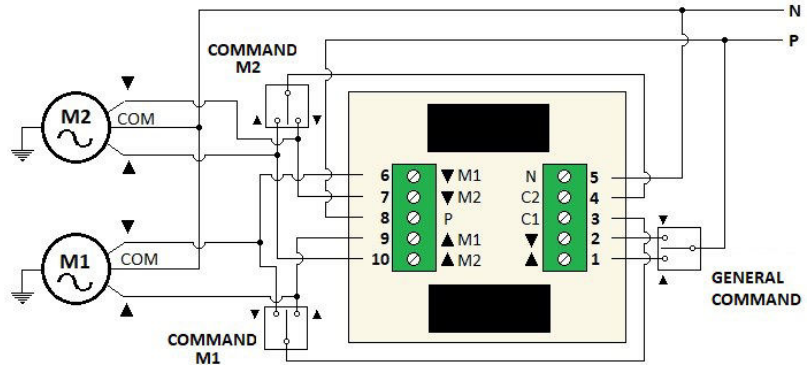 N
P
COMMAND
M2
▼
▲ ▼
M2
COM
▲
6 ▼ M1 N 5
7 ▼ M2 C2 4
8 P C1 3
9 ▲ M1 ▼ 2
10 ▲ M2 ▲ 1
▼
▲
GENERAL
COMMAND
▼
M1
COM
▲
▼ ▲
COMMAND
M1